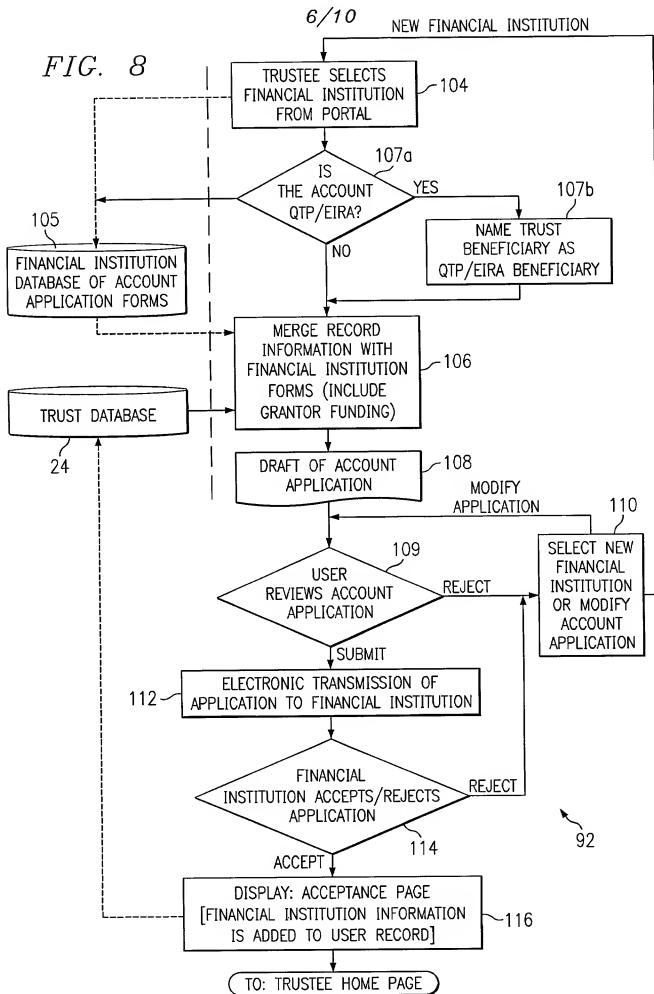 6/10
NEW FINANCIAL INSTITUTION
FIG. 8
TRUSTEE SELECTS
FINANCIAL INSTITUTION
FROM PORTAL
104
107a
IS
THE ACCOUNT
QTP/EIRA?
YES
NO
107b
NAME TRUST
BENEFICIARY AS
QTP/EIRA BENEFICIARY
105
FINANCIAL INSTITUTION
DATABASE OF ACCOUNT
APPLICATION FORMS
MERGE RECORD
INFORMATION WITH
FINANCIAL INSTITUTION
FORMS (INCLUDE
GRANTOR FUNDING)
106
TRUST DATABASE
24
DRAFT OF ACCOUNT
APPLICATION
108
MODIFY
APPLICATION
110
SELECT NEW
FINANCIAL
INSTITUTION
OR MODIFY
ACCOUNT
APPLICATION
109
USER
REVIEWS ACCOUNT
APPLICATION
REJECT
SUBMIT
112
ELECTRONIC TRANSMISSION OF
APPLICATION TO FINANCIAL INSTITUTION
FINANCIAL
INSTITUTION ACCEPTS/REJECTS
APPLICATION
REJECT
114
92
ACCEPT
DISPLAY: ACCEPTANCE PAGE
[FINANCIAL INSTITUTION INFORMATION
IS ADDED TO USER RECORD]
116
TO: TRUSTEE HOME PAGE